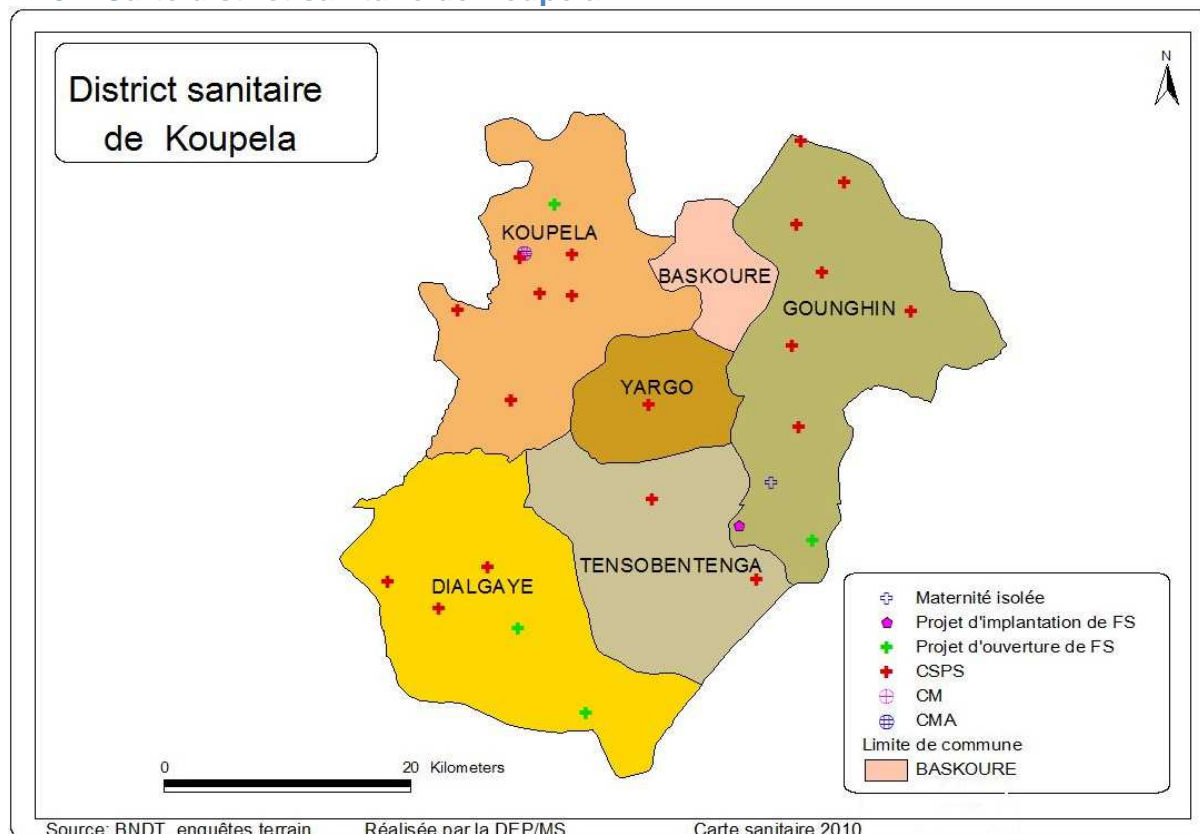 District sanitaire
de Koupela
N
KOUPELA
BASKOURE
GOUNGHIN
YARGO
TENSOBENTENGA
DIALGAYE
Maternité isolée
Projet d'implantation de FS
Projet d'ouverture de FS
CSPS
CM
CMA
Limite de commune
BASKOURE
0 20 Kilometers
Source: BNDT, enquêtes terrain Réalisée par la DEP/MS Carte sanitaire 2010